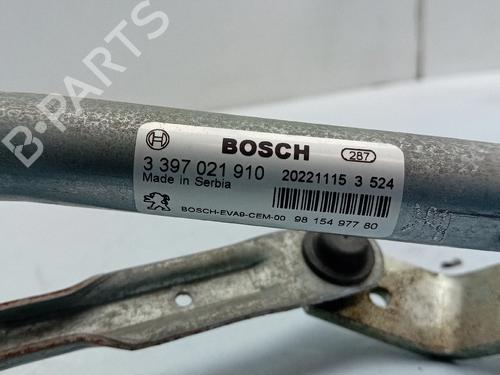 BOSCH
287
3 397 021 910
20221115 3 524
Made in Serbia
BOSCH-EVA9-CEM-00
98 154 977 80